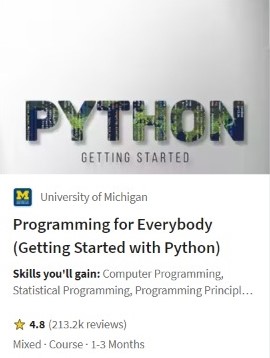 PYTHON
GETTING STARTED
M
University of Michigan
Programming for Everybody
(Getting Started with Python)
Skills you'll gain: Computer Programming,
Statistical Programming, Programming Principl...
4.8 (213.2k reviews)
Mixed · Course · 1-3 Months